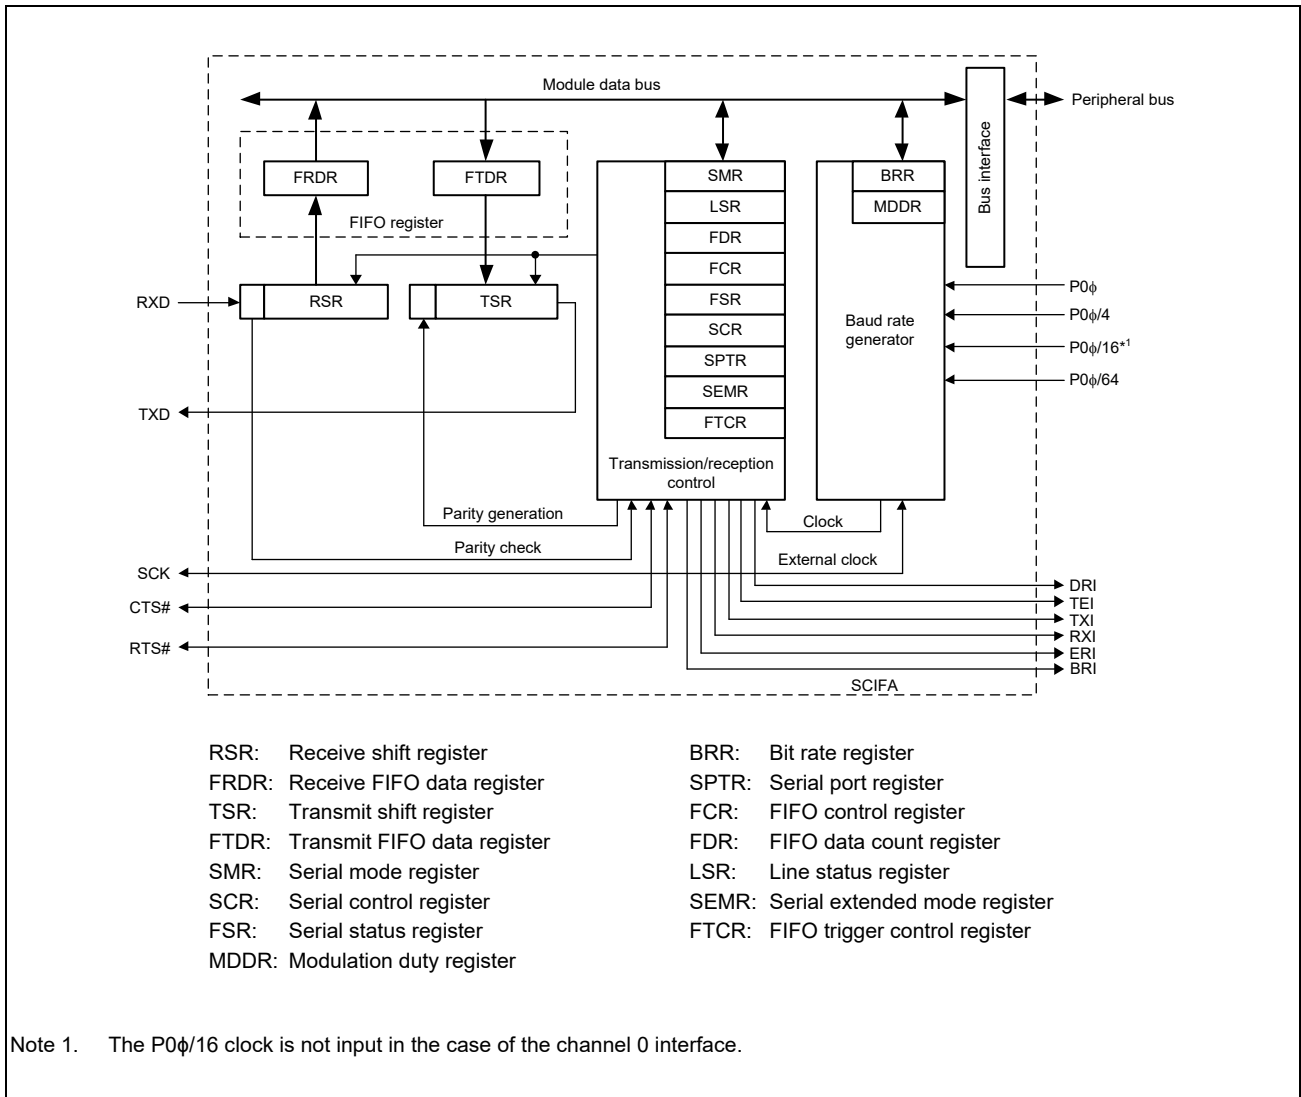 Module data bus
Peripheral bus
Bus interface
FRDR
FTDR
FIFO register
SMR
LSR
FDR
FCR
FSR
SCR
SPTR
SEMR
FTCR
Transmission/reception
control
BRR
MDDR
Baud rate
generator
P0ϕ
P0ϕ/4
P0ϕ/16*1
P0ϕ/64
RXD
RSR
TSR
TXD
Parity generation
Parity check
Clock
External clock
SCK
CTS#
RTS#
DRI
TEI
TXI
RXI
ERI
BRI
SCIFA
RSR: Receive shift register
FRDR: Receive FIFO data register
TSR: Transmit shift register
FTDR: Transmit FIFO data register
SMR: Serial mode register
SCR: Serial control register
FSR: Serial status register
MDDR: Modulation duty register
BRR: Bit rate register
SPTR: Serial port register
FCR: FIFO control register
FDR: FIFO data count register
LSR: Line status register
SEMR: Serial extended mode register
FTCR: FIFO trigger control register
Note 1. The P0ϕ/16 clock is not input in the case of the channel 0 interface.